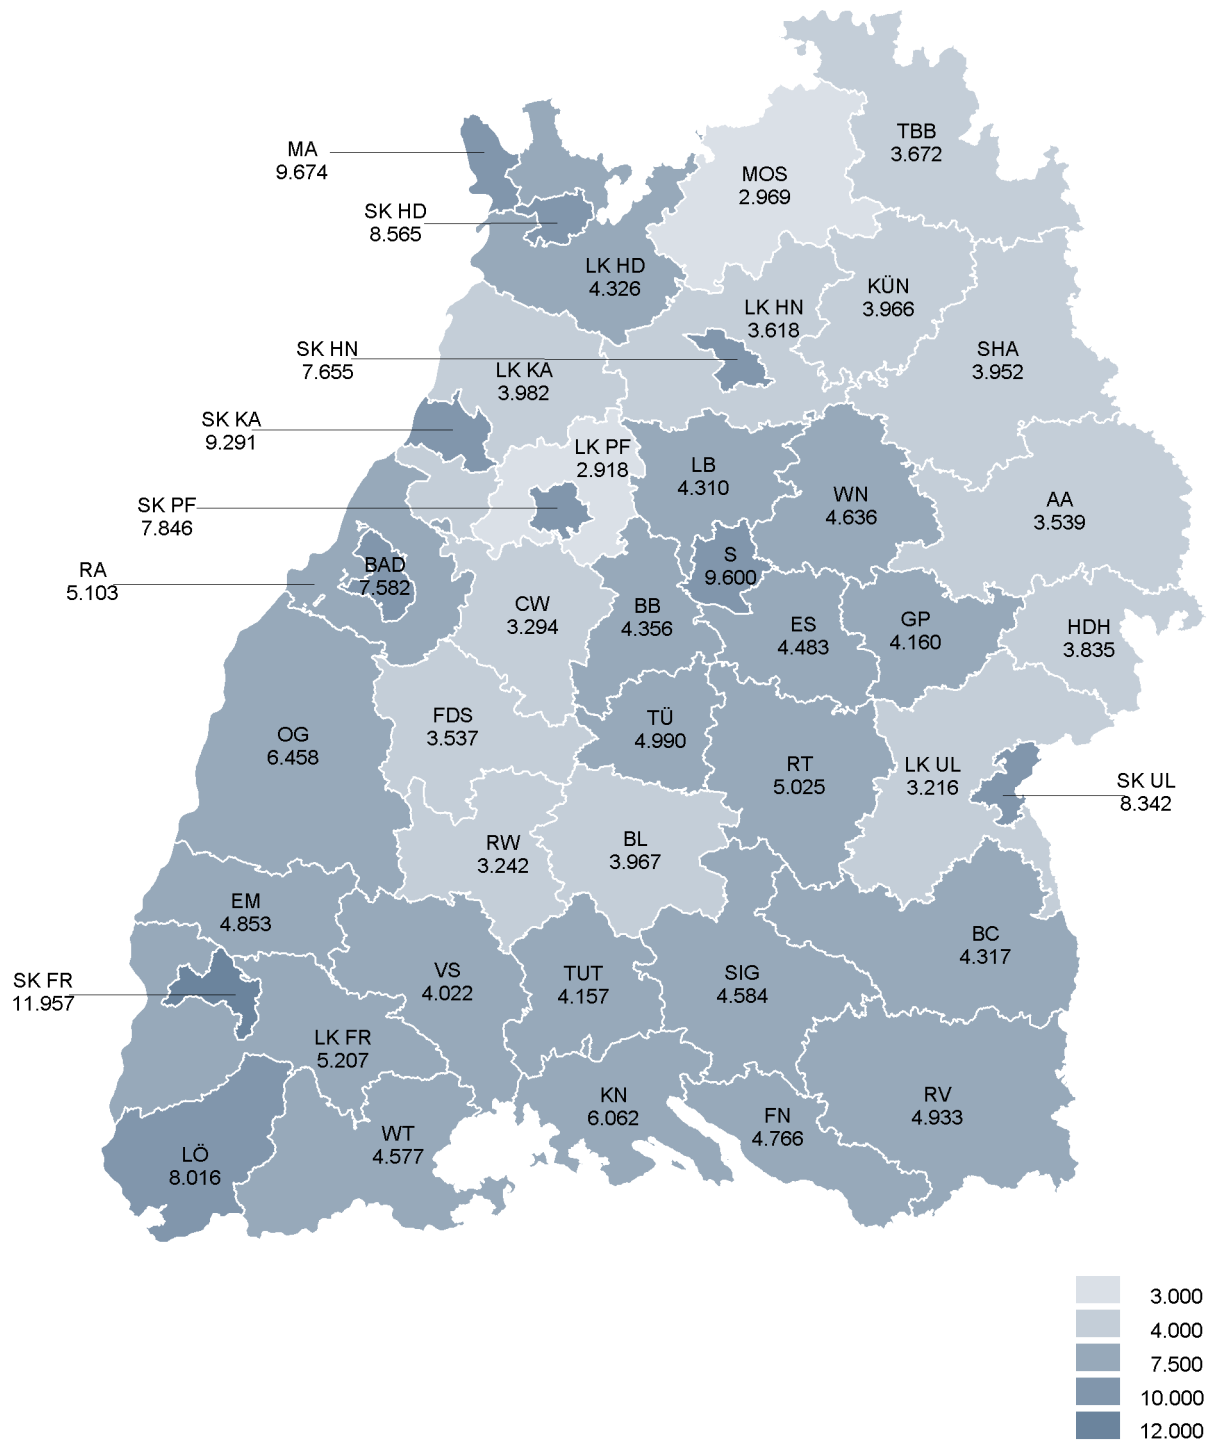 TBB
3.672
MA
9.674
MOS
2.969
SK HD
8.565
LK HD
4.326
KÜN
3.966
LK HN
3.618
SK HN
7.655
SHA
3.952
LK KA
3.982
SK KA
9.291
LK PF
2.918
LB
4.310
WN
4.636
AA
3.539
SK PF
7.846
S
9.600
BAD
7.582
RA
5.103
CW
3.294
BB
4.356
ES
4.483
GP
4.160
HDH
3.835
FDS
3.537
TÜ
4.990
OG
6.458
RT
5.025
LK UL
3.216
SK UL
8.342
RW
3.242
BL
3.967
EM
4.853
BC
4.317
SK FR
11.957
VS
4.022
TUT
4.157
SIG
4.584
LK FR
5.207
KN
6.062
FN
4.766
RV
4.933
WT
4.577
LÖ
8.016
3.000
4.000
7.500
10.000
12.000